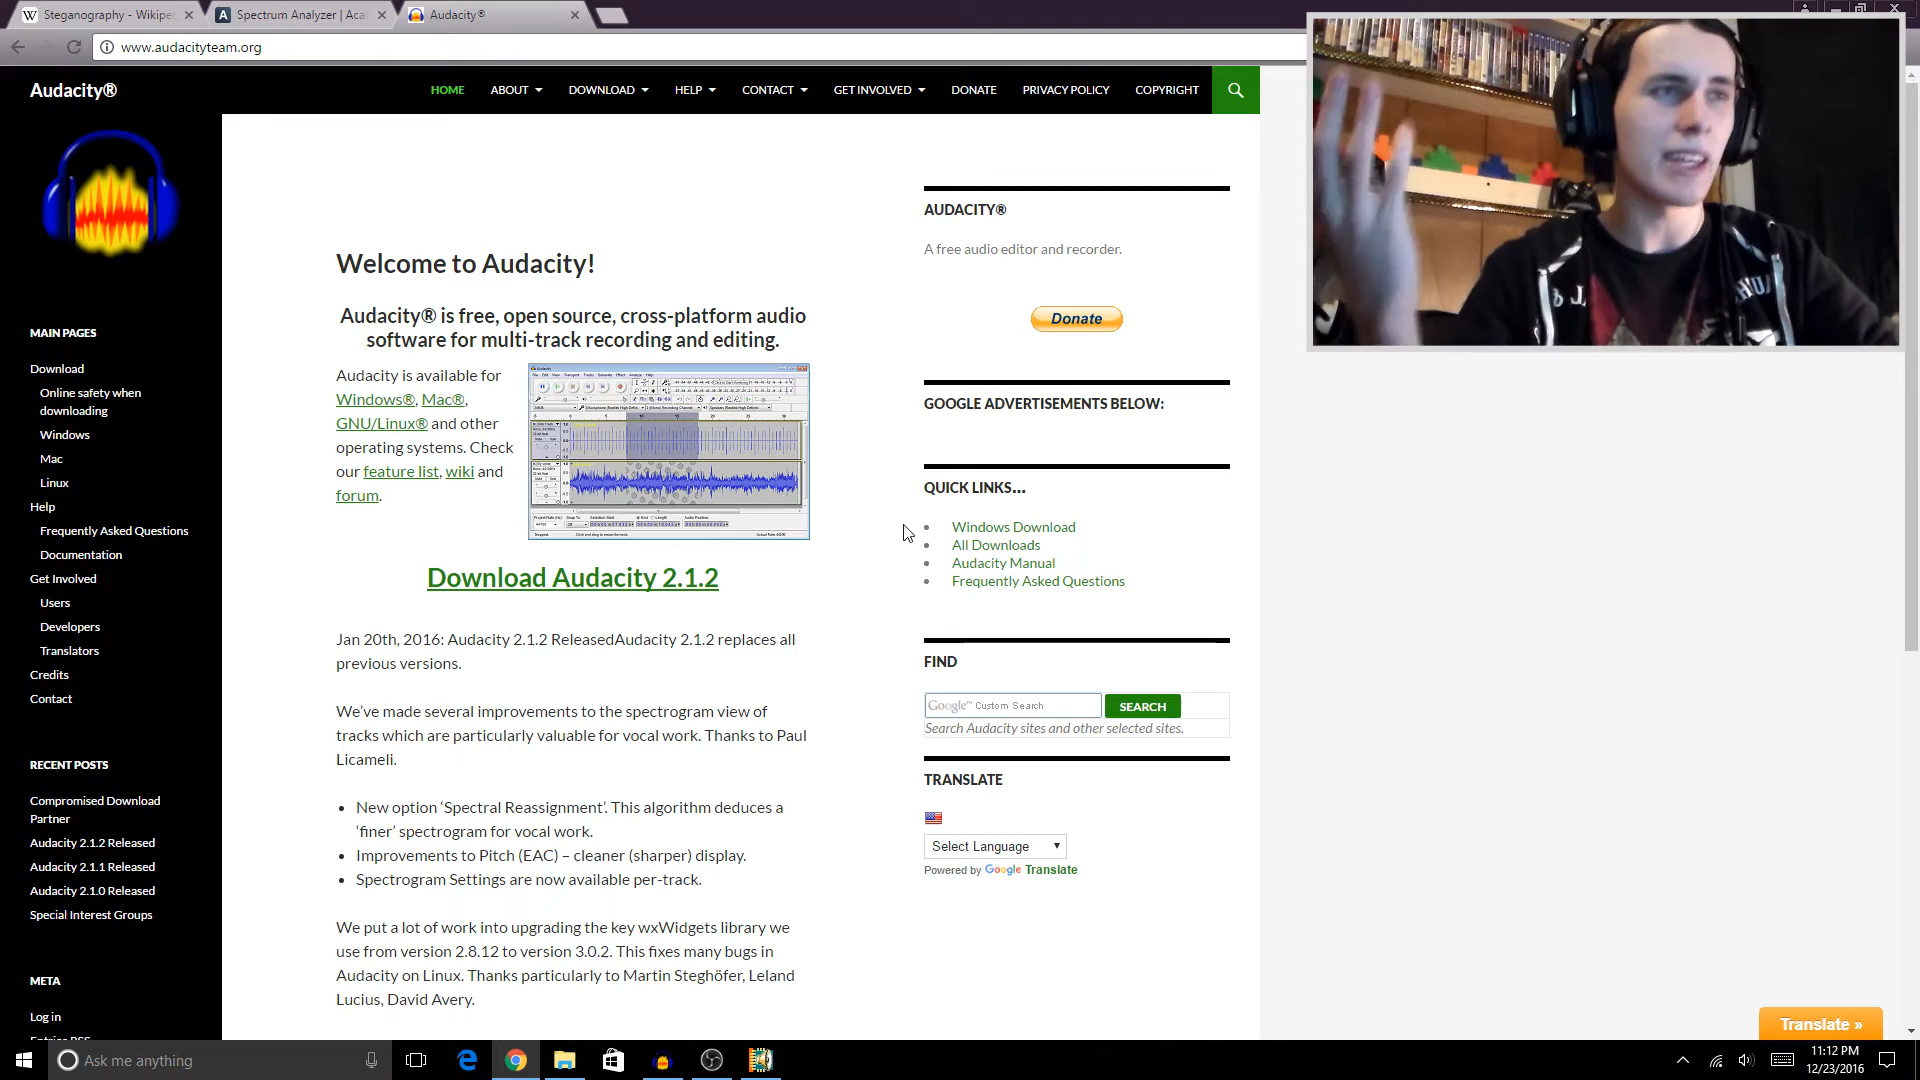 Steganography - Wikipe
Spectrum Analyzer | Aca
Audacity®
www.audacityteam.org
Audacity®
HOME
ABOUT
DOWNLOAD
HELP
CONTACT
GET INVOLVED
DONATE
PRIVACY POLICY
COPYRIGHT
MAIN PAGES
Download
Online safety when
downloading
Windows
Mac
Linux
Help
Frequently Asked Questions
Documentation
Get Involved
Users
Developers
Translators
Credits
Contact
RECENT POSTS
Compromised Download
Partner
Audacity 2.1.2 Released
Audacity 2.1.1 Released
Audacity 2.1.0 Released
Special Interest Groups
META
Log in
Welcome to Audacity!
Audacity® is free, open source, cross-platform audio
software for multi-track recording and editing.
Audacity is available for
Windows®, Mac®,
GNU/Linux® and other
operating systems. Check
our feature list, wiki and
forum.
Download Audacity 2.1.2
Jan 20th, 2016: Audacity 2.1.2 ReleasedAudacity 2.1.2 replaces all
previous versions.
We've made several improvements to the spectrogram view of
tracks which are particularly valuable for vocal work. Thanks to Paul
Licameli.
• New option ‘Spectral Reassignment’. This algorithm deduces a
‘finer’ spectrogram for vocal work.
• Improvements to Pitch (EAC) – cleaner (sharper) display.
• Spectrogram Settings are now available per-track.
We put a lot of work into upgrading the key wxWidgets library we
use from version 2.8.12 to version 3.0.2. This fixes many bugs in
Audacity on Linux. Thanks particularly to Martin Steghöfer, Leland
Lucius, David Avery.
AUDACITY®
A free audio editor and recorder.
Donate
GOOGLE ADVERTISEMENTS BELOW:
QUICK LINKS...
• Windows Download
• All Downloads
• Audacity Manual
• Frequently Asked Questions
FIND
Google™ Custom Search
SEARCH
Search Audacity sites and other selected sites.
TRANSLATE
Select Language
Powered by Google Translate
Translate »
Ask me anything
11:12 PM
12/23/2016